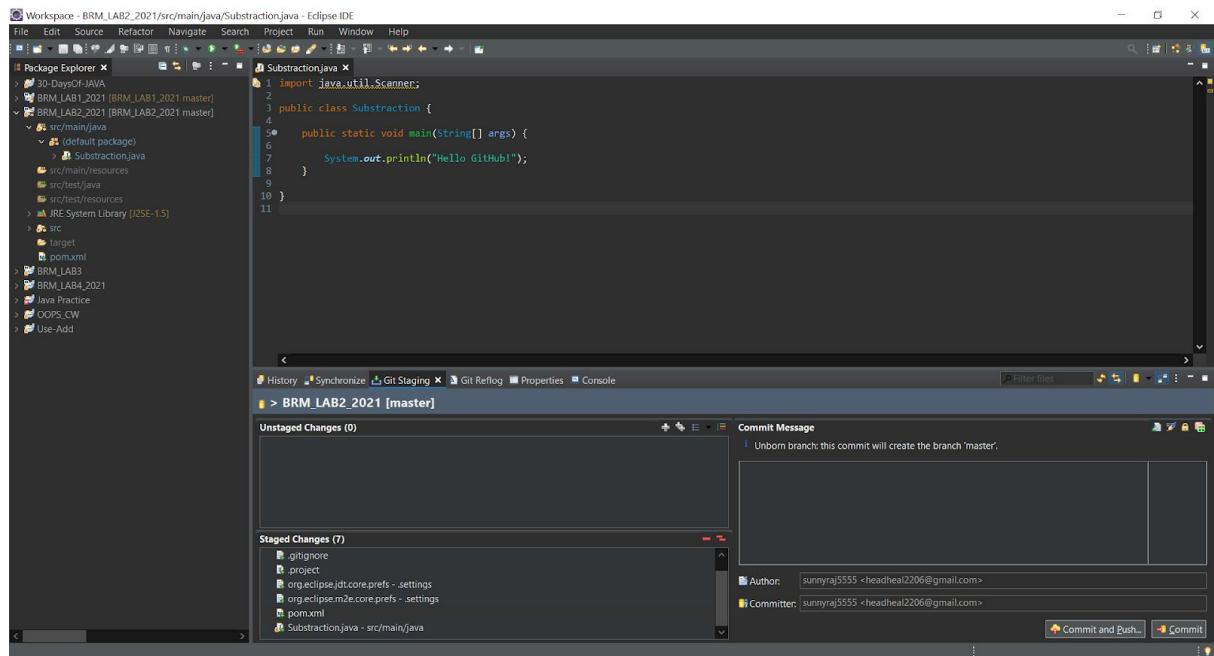 Workspace - BRM_LAB2_2021/src/main/java/Substraction.java - Eclipse IDE
File Edit Source Refactor Navigate Search Project Run Window Help
Package Explorer
30-DaysOf-JAVA
BRM_LAB1_2021 [BRM_LAB1_2021 master]
BRM_LAB2_2021 [BRM_LAB2_2021 master]
src/main/java
(default package)
Substraction.java
src/main/resources
src/test/java
src/test/resources
JRE System Library [J2SE-1.5]
src
target
pom.xml
BRM_LAB3
BRM_LAB4_2021
Java Practice
OOPS_CW
Use-Add
Substraction.java
1 import java.util.Scanner;
2
3 public class Substraction {
4
5 public static void main(String[] args) {
6
7 System.out.println("Hello GitHub!");
8 }
9
10 }
11
History Synchronize Git Staging Git Reflog Properties Console
Filter files
> BRM_LAB2_2021 [master]
Unstaged Changes (0)
Staged Changes (7)
.gitignore
.project
org.eclipse.jdt.core.prefs - .settings
org.eclipse.m2e.core.prefs - .settings
pom.xml
Substraction.java - src/main/java
Commit Message
Unborn branch: this commit will create the branch 'master'.
Author: sunnyraj5555 <headheal2206@gmail.com>
Committer: sunnyraj5555 <headheal2206@gmail.com>
Commit and Push... Commit